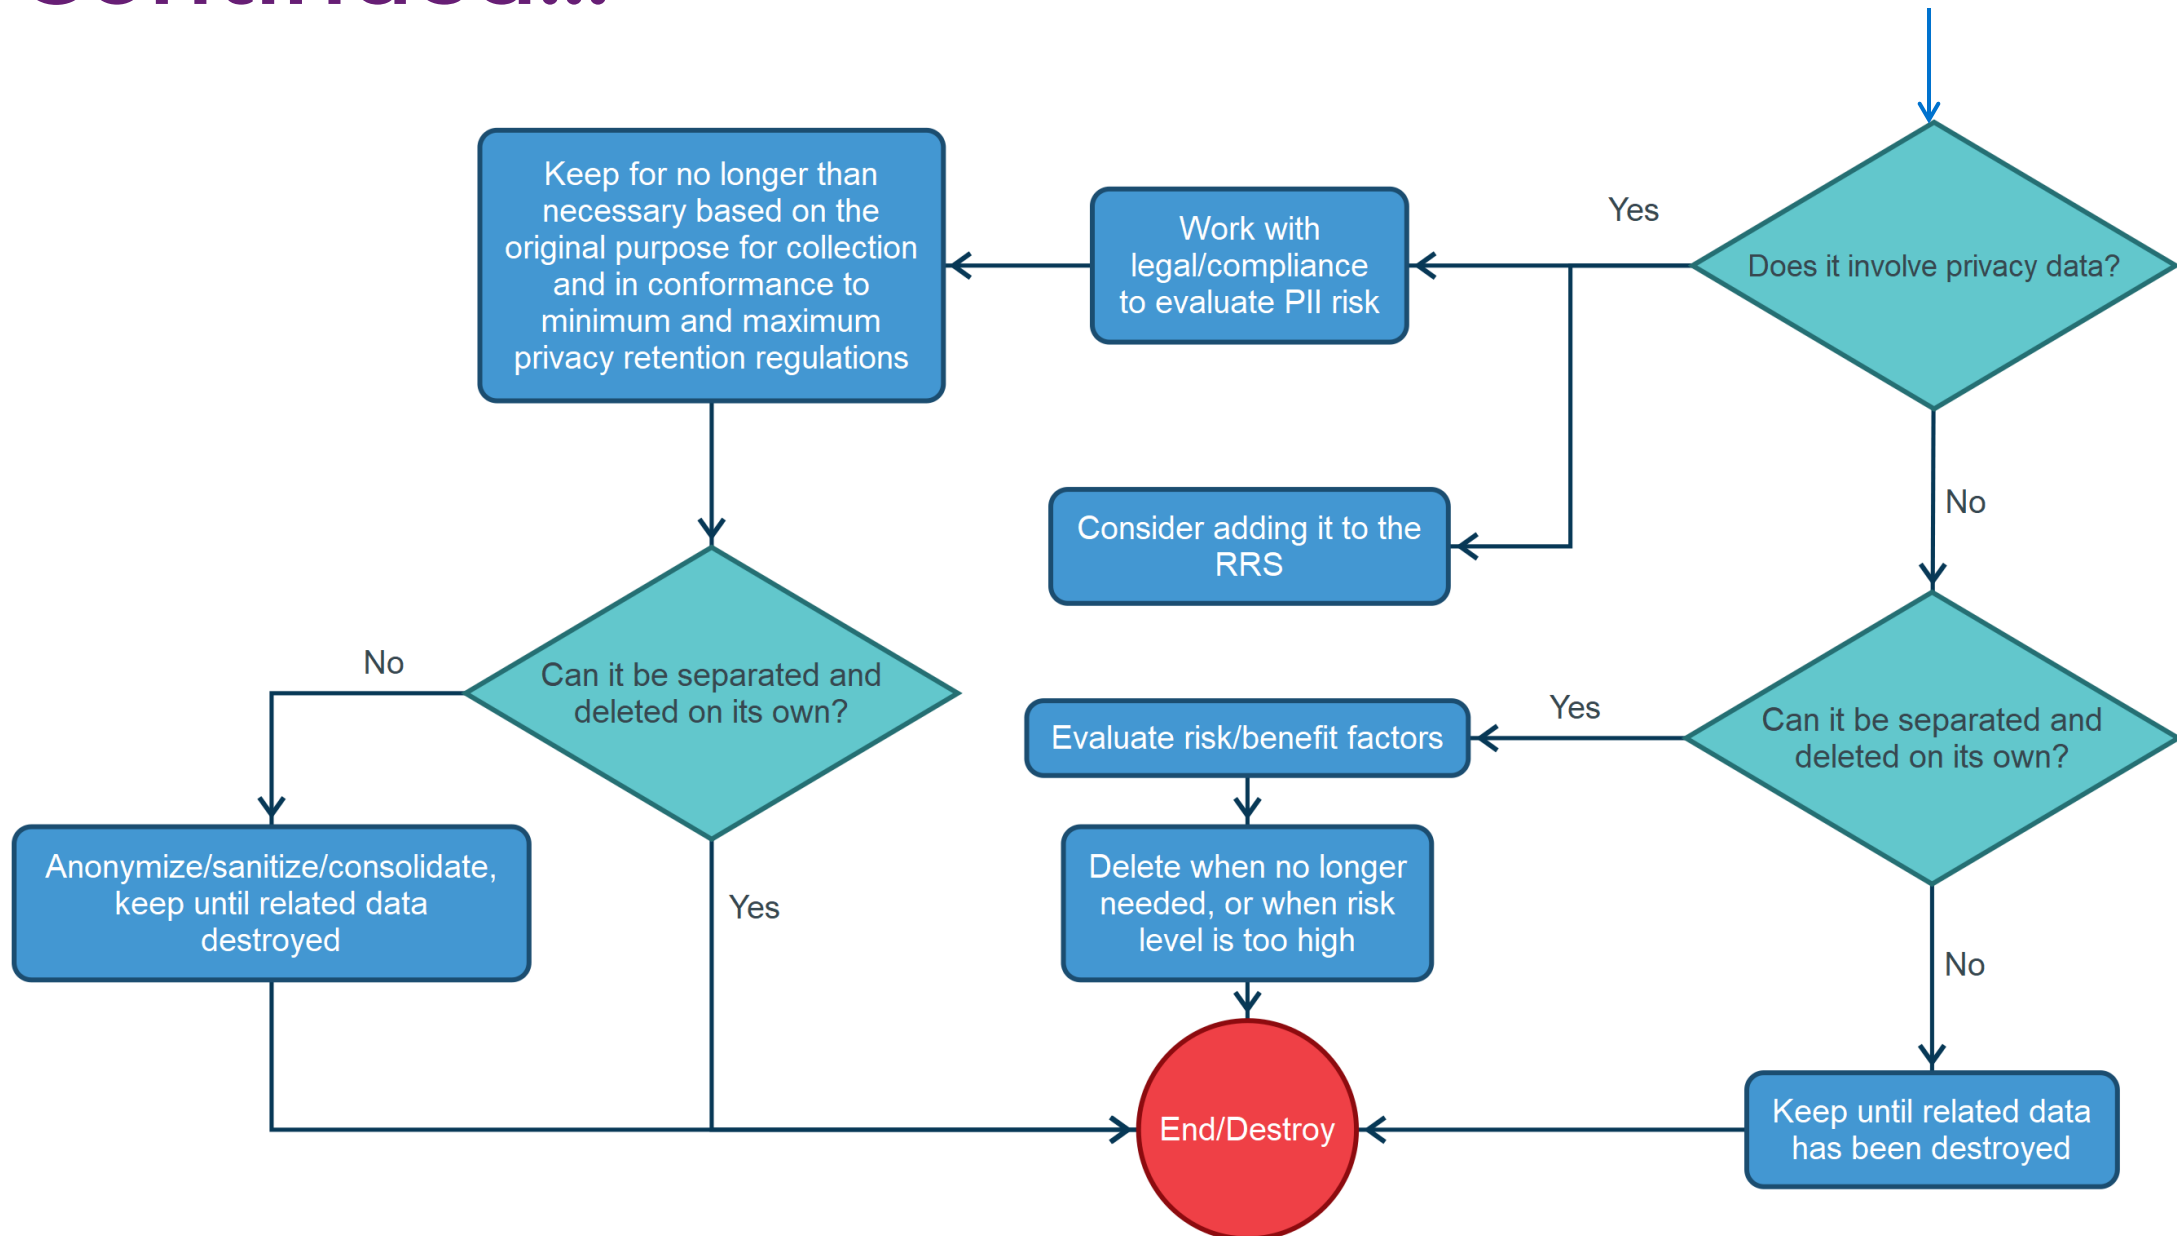 Does it involve privacy data?
Yes
No
Work with
legal/compliance
to evaluate PII risk
Keep for no longer than
necessary based on the
original purpose for collection
and in conformance to
minimum and maximum
privacy retention regulations
Consider adding it to the
RRS
Can it be separated and
deleted on its own?
No
Yes
Anonymize/sanitize/consolidate,
keep until related data
destroyed
Can it be separated and
deleted on its own?
Yes
No
Evaluate risk/benefit factors
Delete when no longer
needed, or when risk
level is too high
Keep until related data
has been destroyed
End/Destroy